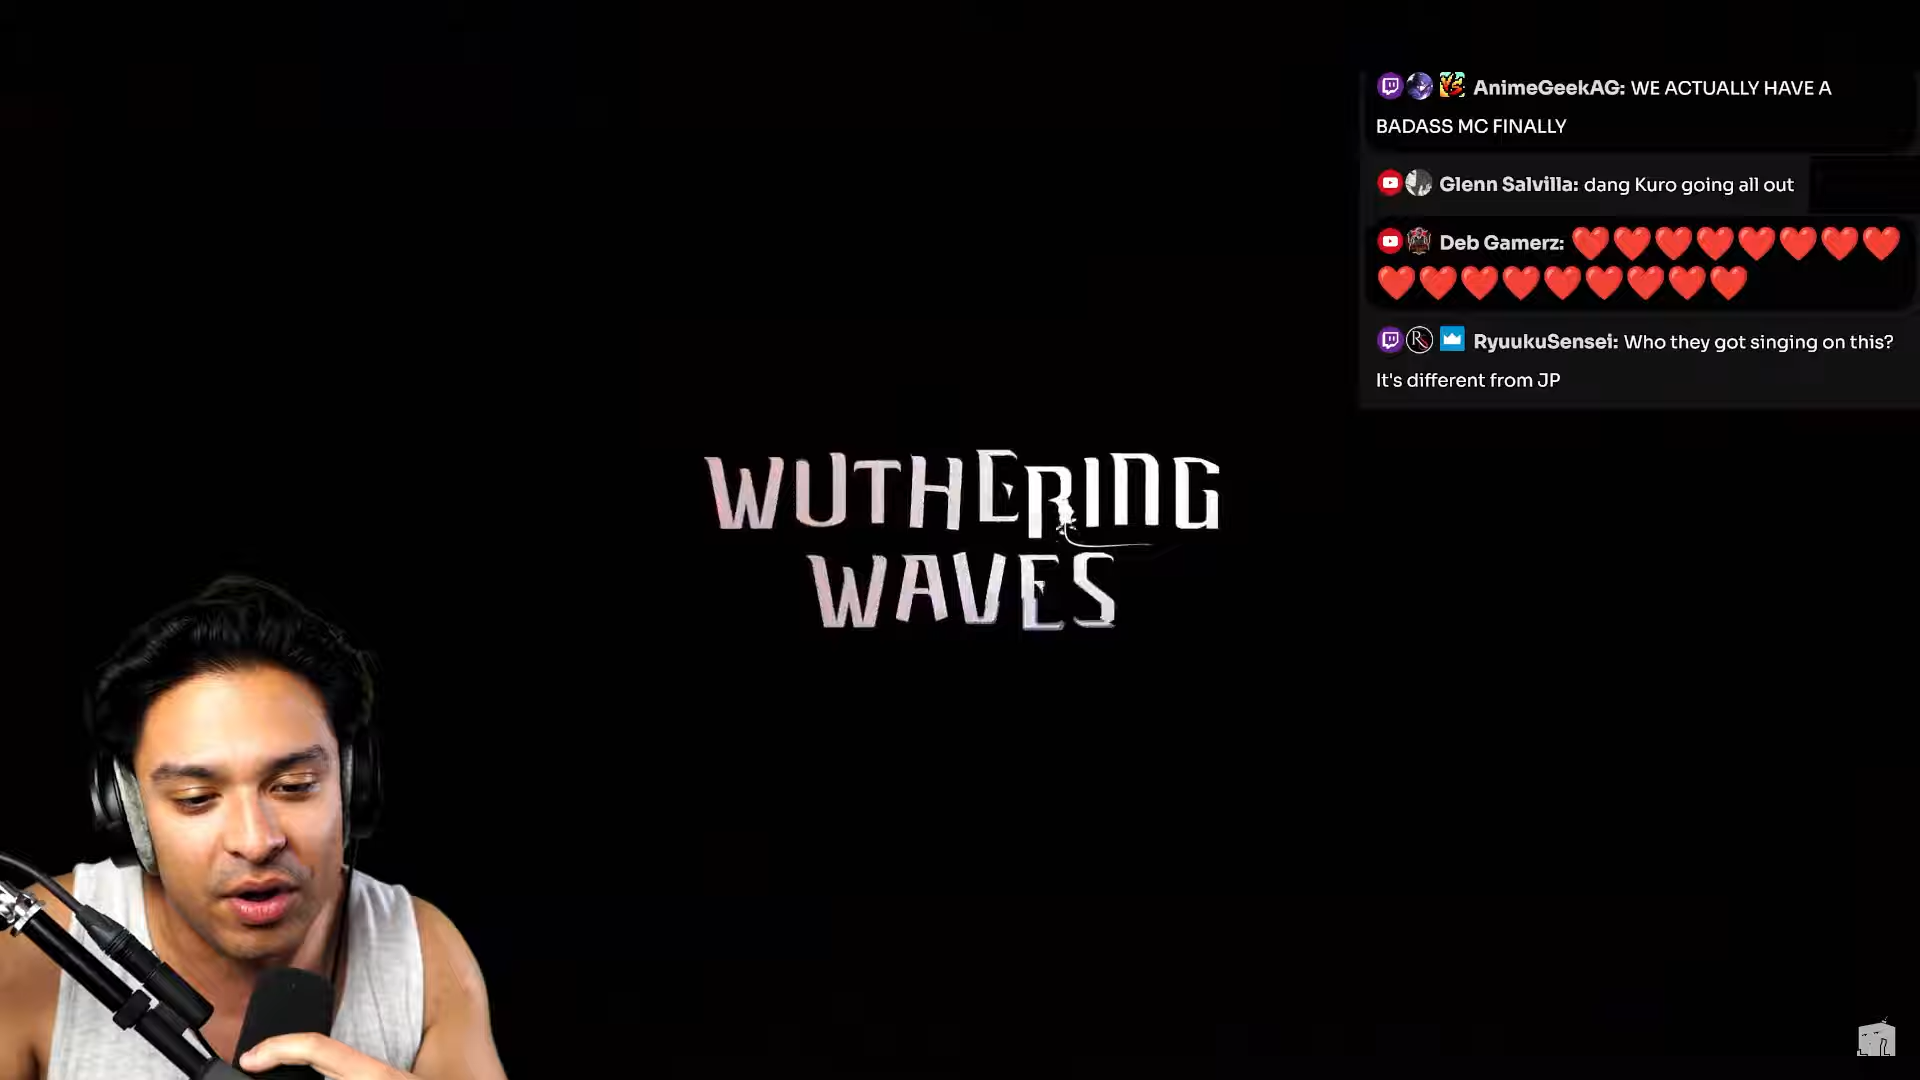 AnimeGeekAG: WE ACTUALLY HAVE A
BADASS MC FINALLY
Glenn Salvilla: dang Kuro going all out
Deb Gamerz: ❤️❤️❤️❤️❤️❤️❤️❤️
❤️❤️❤️❤️❤️❤️❤️❤️❤️
RyuukuSensei: Who they got singing on this?
It's different from JP
WUTHERING
WAVES